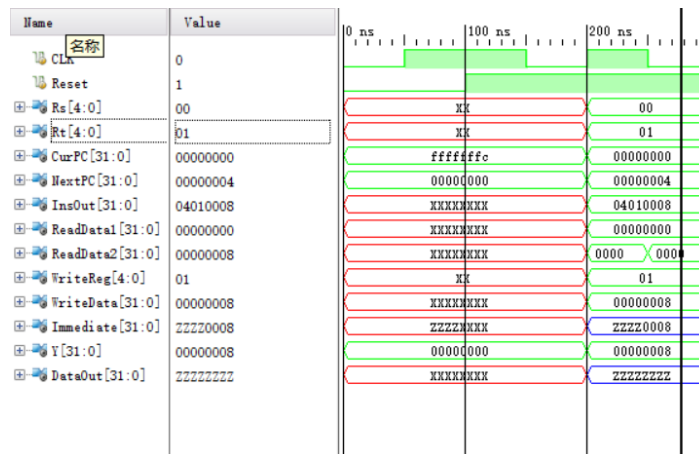 Name Value 0 ns 100 ns 200 ns
名称
CLK 0
Reset 1
Rs[4:0] 00 XX 00
Rt[4:0] 01 XX 01
CurPC[31:0] 00000000 fffffffc 00000000
NextPC[31:0] 00000004 00000000 00000004
InsOut[31:0] 04010008 XXXXXXXX 04010008
ReadData1[31:0] 00000000 XXXXXXXX 00000000
ReadData2[31:0] 00000008 XXXXXXXX 0000 000
WriteReg[4:0] 01 XX 01
WriteData[31:0] 00000008 XXXXXXXX 00000008
Immediate[31:0] ZZZZ0008 ZZZZXXXX ZZZZ0008
Y[31:0] 00000008 00000000 00000008
DataOut[31:0] ZZZZZZZZ XXXXXXXX ZZZZZZZZ